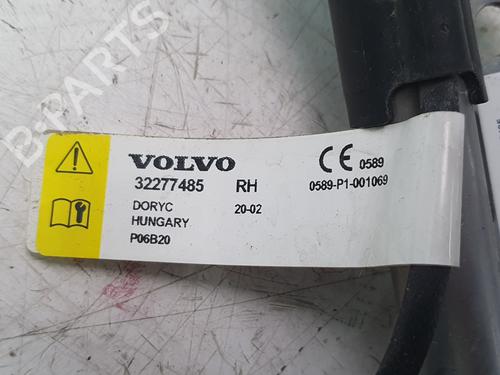 B-PARTS
VOLVO
32277485 RH
DORYC 20-02
HUNGARY
P06B20
CE 0589
0589-P1-001069